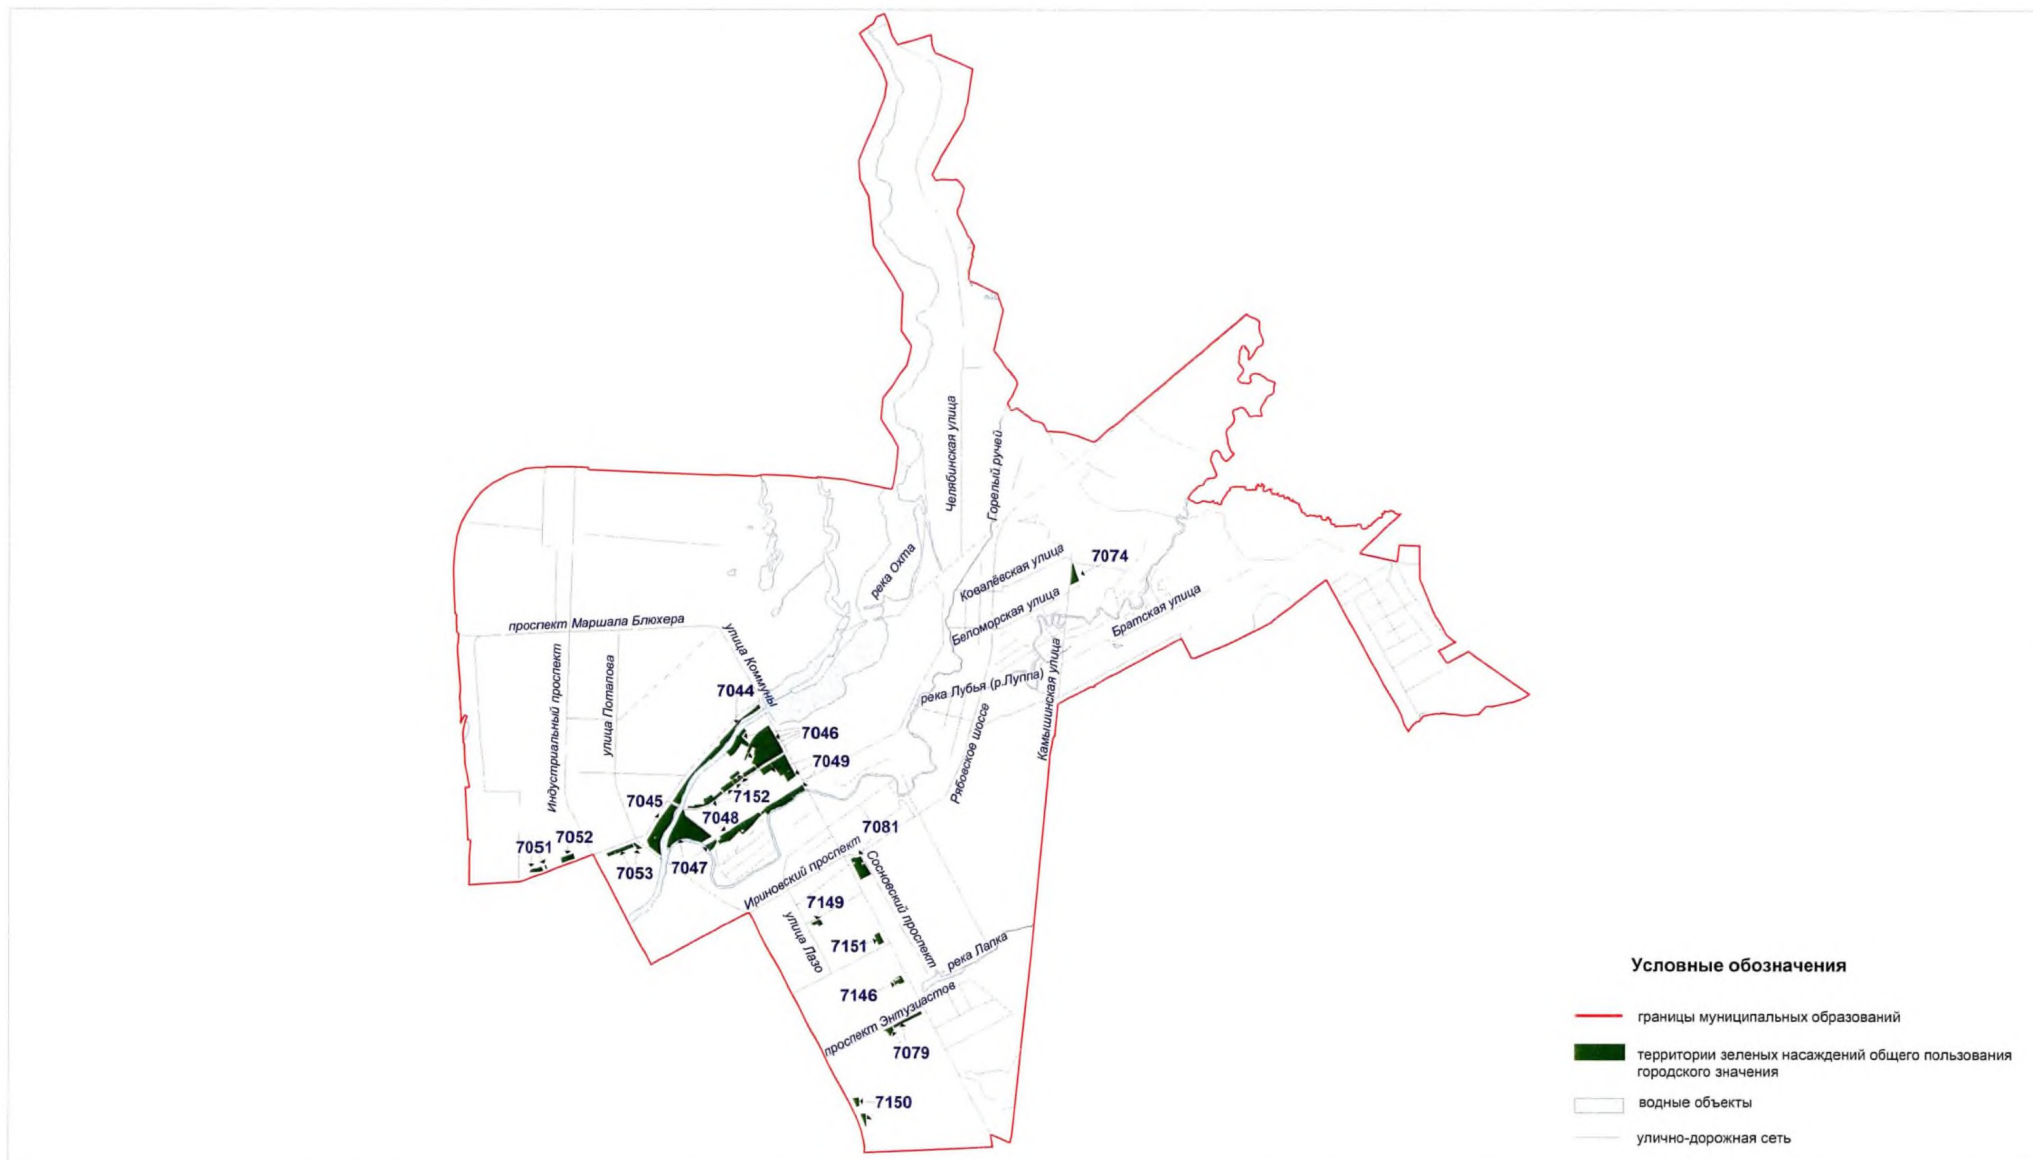 Челябинская улица
Горелый ручей
7074
Ковалёвская улица
река Охта
Беломорская улица
Братская улица
проспект Маршала Блюхера
улица Коммуны
Индустриальный проспект
улица Потапова
Камышинская улица
река Лубья (р.Луппа)
7044
Рябовское шоссе
7046
7049
7045
7152
7048
7081
7051
7052
7053
7047
Ириновский проспект
Сосновский проспект
7149
улица Лазо
7151
река Лапка
7146
проспект Энтузиастов
7079
7150
Условные обозначения
границы муниципальных образований
территории зеленых насаждений общего пользования
городского значения
водные объекты
улично-дорожная сеть